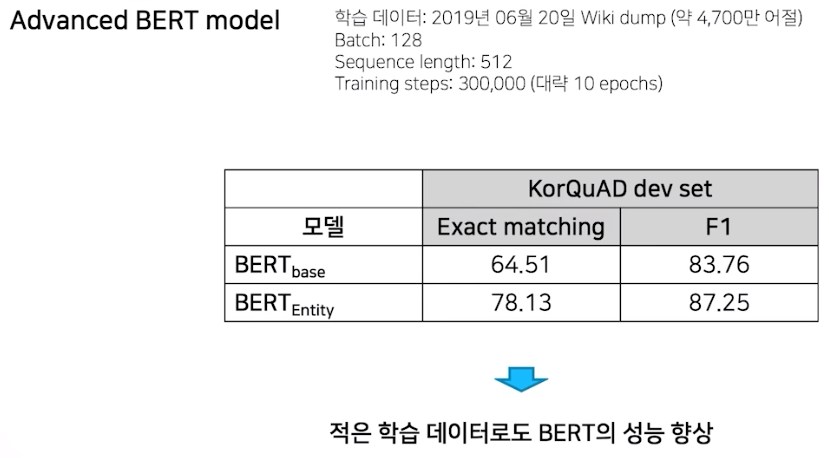 Advanced BERT model
학습 데이터: 2019년 06월 20일 Wiki dump (약 4,700만 어절)
Batch: 128
Sequence length: 512
Training steps: 300,000 (대략 10 epochs)
KorQuAD dev set
모델 Exact matching F1
BERTbase 64.51 83.76
BERTEntity 78.13 87.25
적은 학습 데이터로도 BERT의 성능 향상